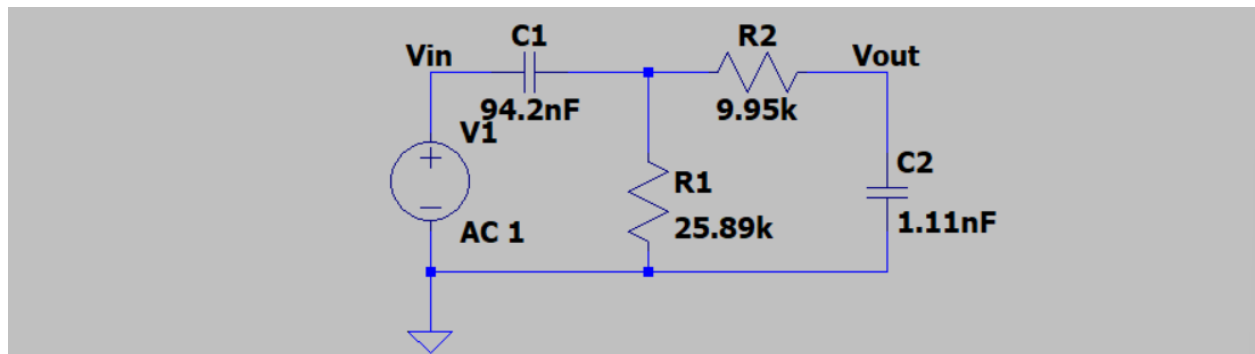 Vin
C1
94.2nF
R2
9.95k
Vout
V1
AC 1
R1
25.89k
C2
1.11nF